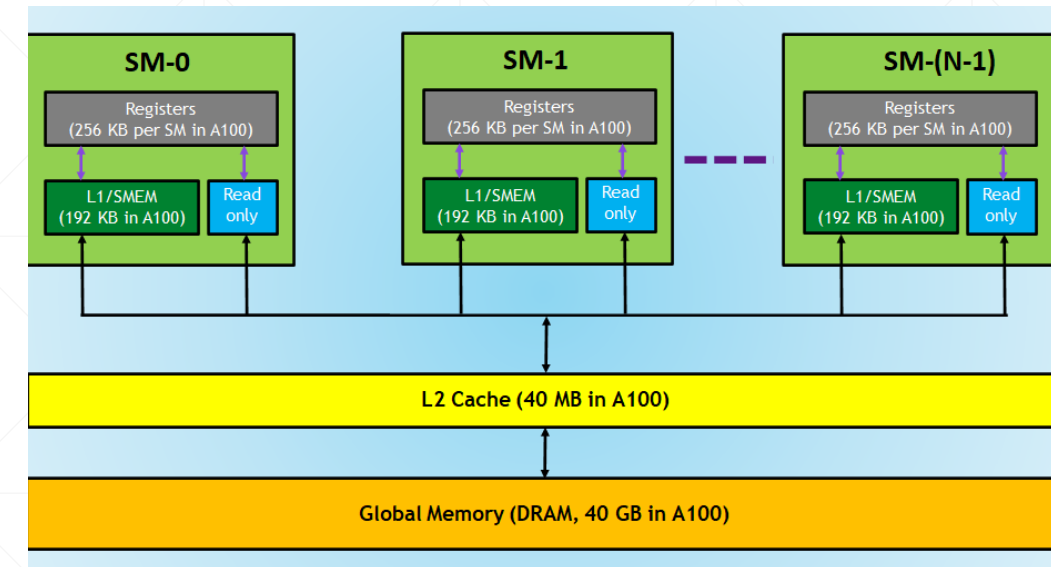 SM-0
Registers
(256 KB per SM in A100)
L1/SMEM
(192 KB in A100)
Read
only
SM-1
Registers
(256 KB per SM in A100)
L1/SMEM
(192 KB in A100)
Read
only
SM-(N-1)
Registers
(256 KB per SM in A100)
L1/SMEM
(192 KB in A100)
Read
only
L2 Cache (40 MB in A100)
Global Memory (DRAM, 40 GB in A100)